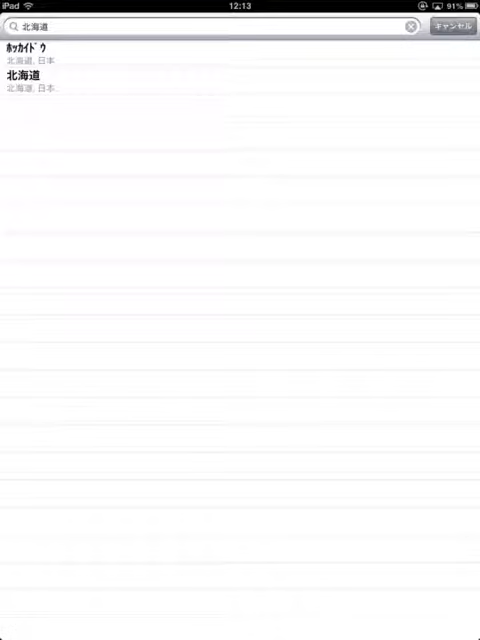 iPad 12:13 91%
北海道 キャンセル
ﾎｯｶｲﾄﾞｳ
北海道, 日本
北海道
北海道, 日本